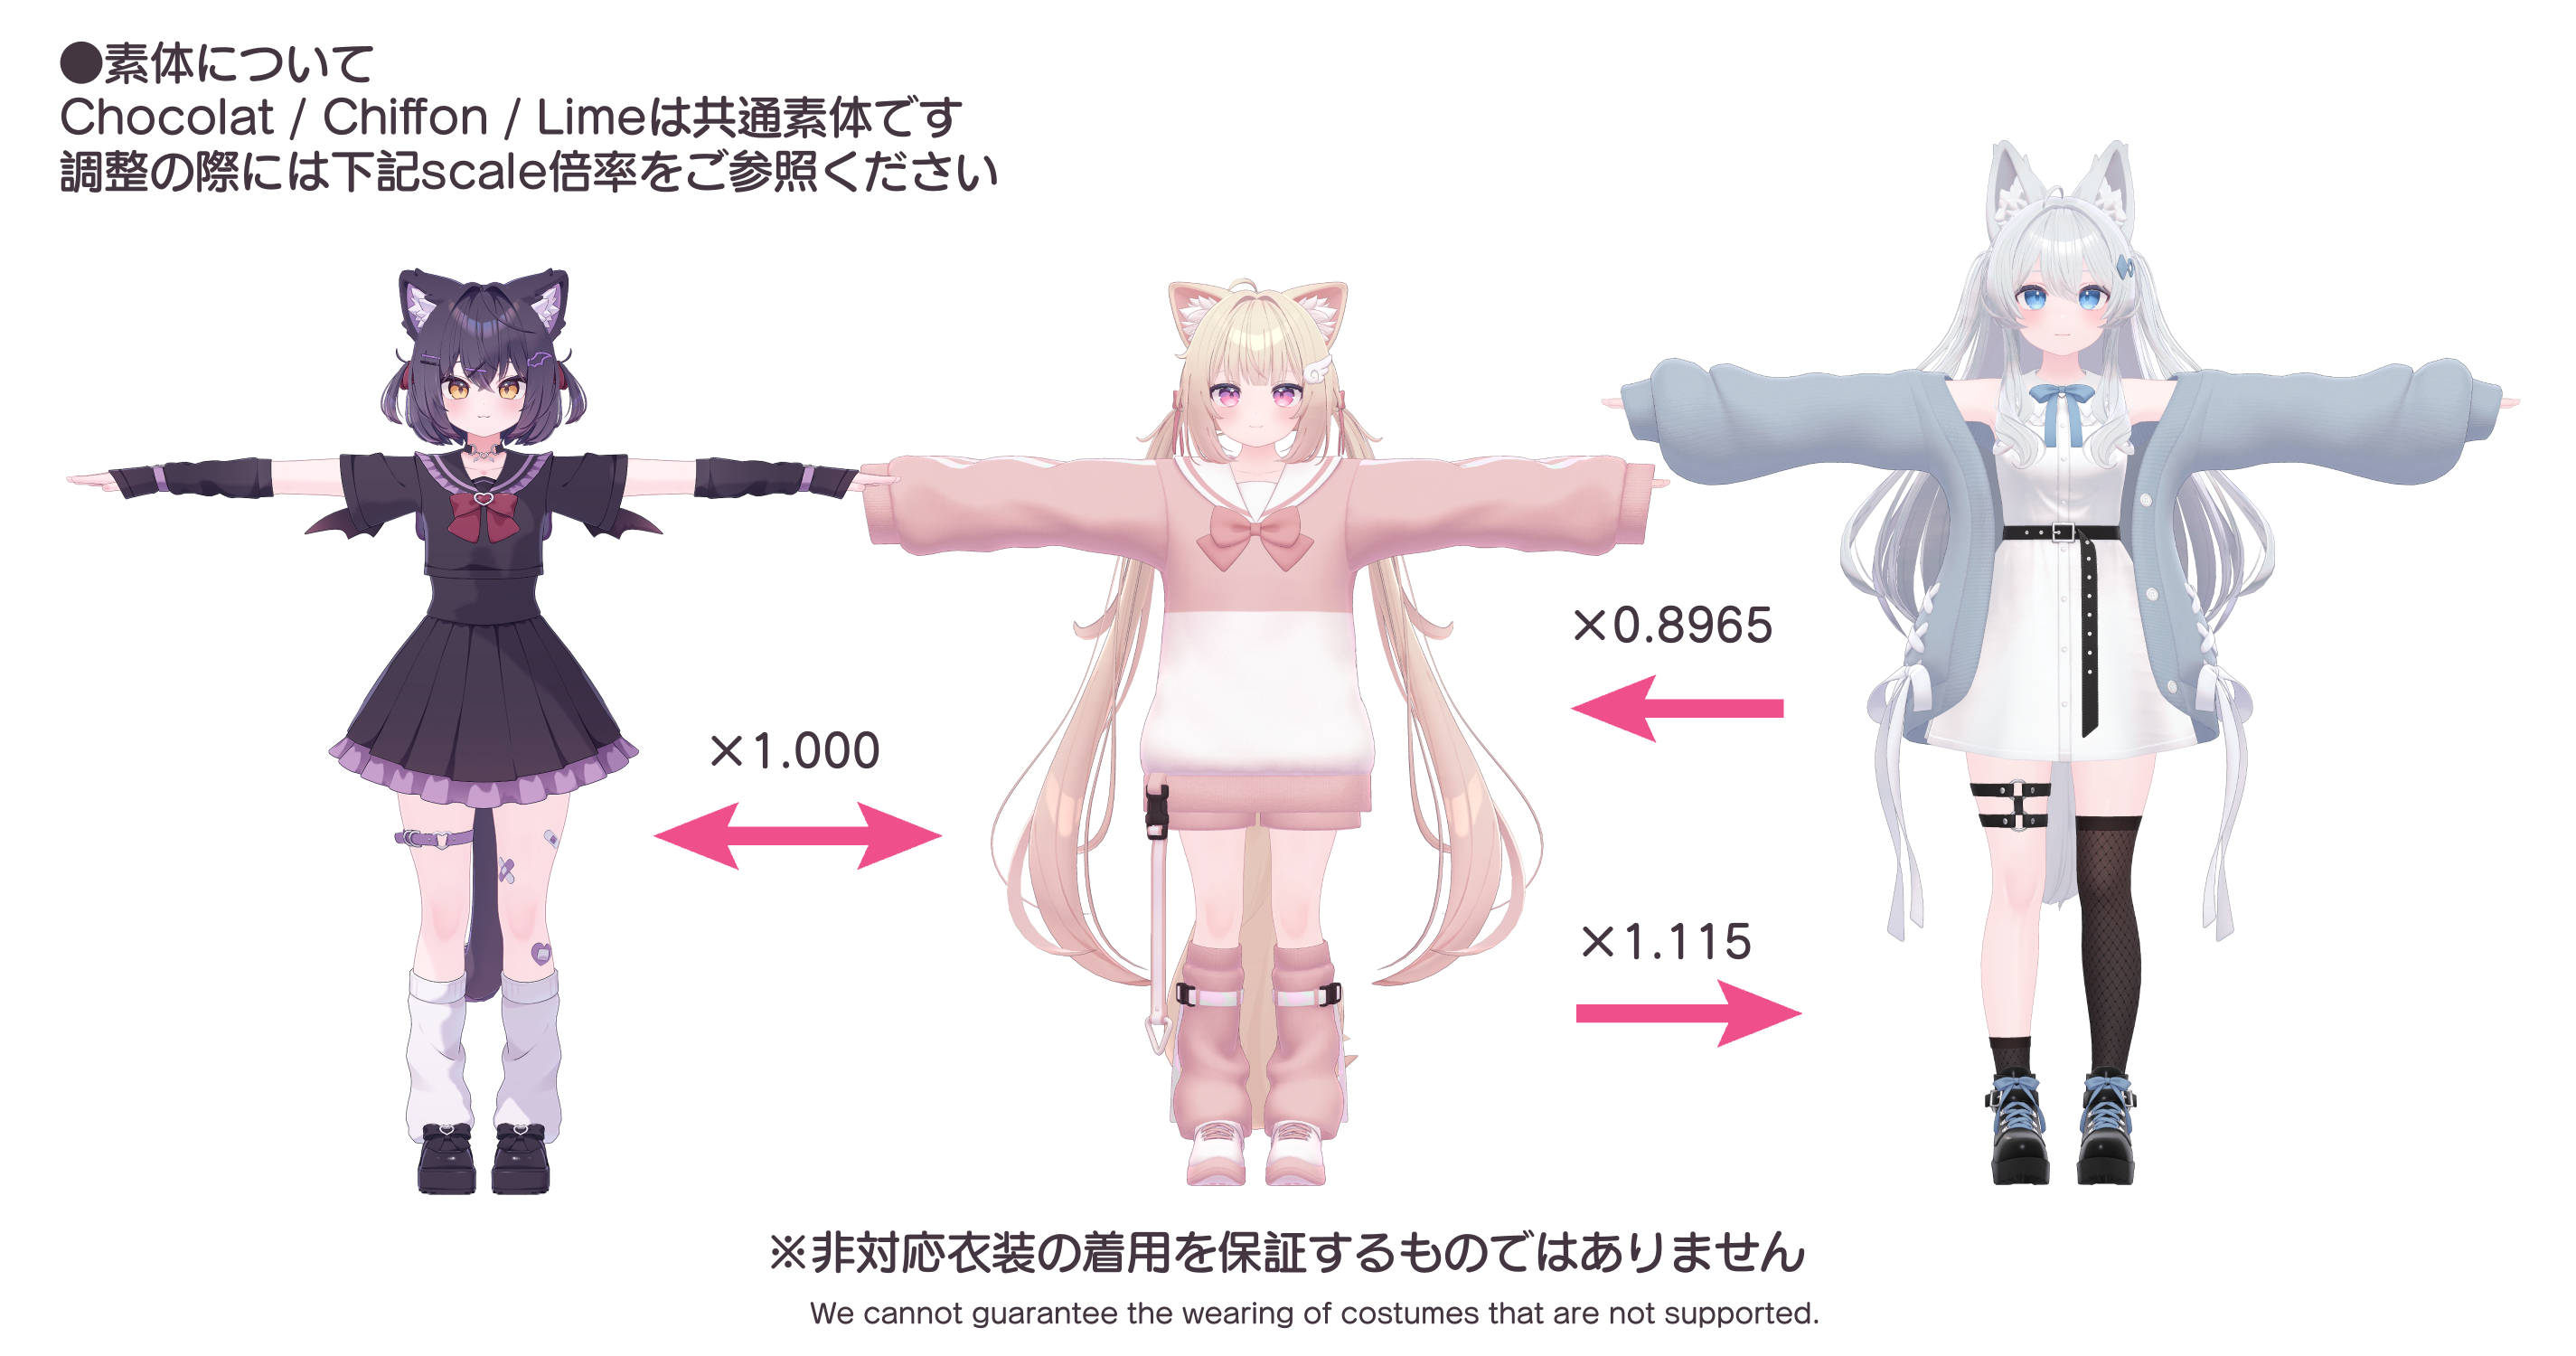 ●素体について
Chocolat / Chiffon / Limeは共通素体です
調整の際には下記scale倍率をご参照ください
×0.8965
×1.000
×1.115
※非対応衣装の着用を保証するものではありません
We cannot guarantee the wearing of costumes that are not supported.